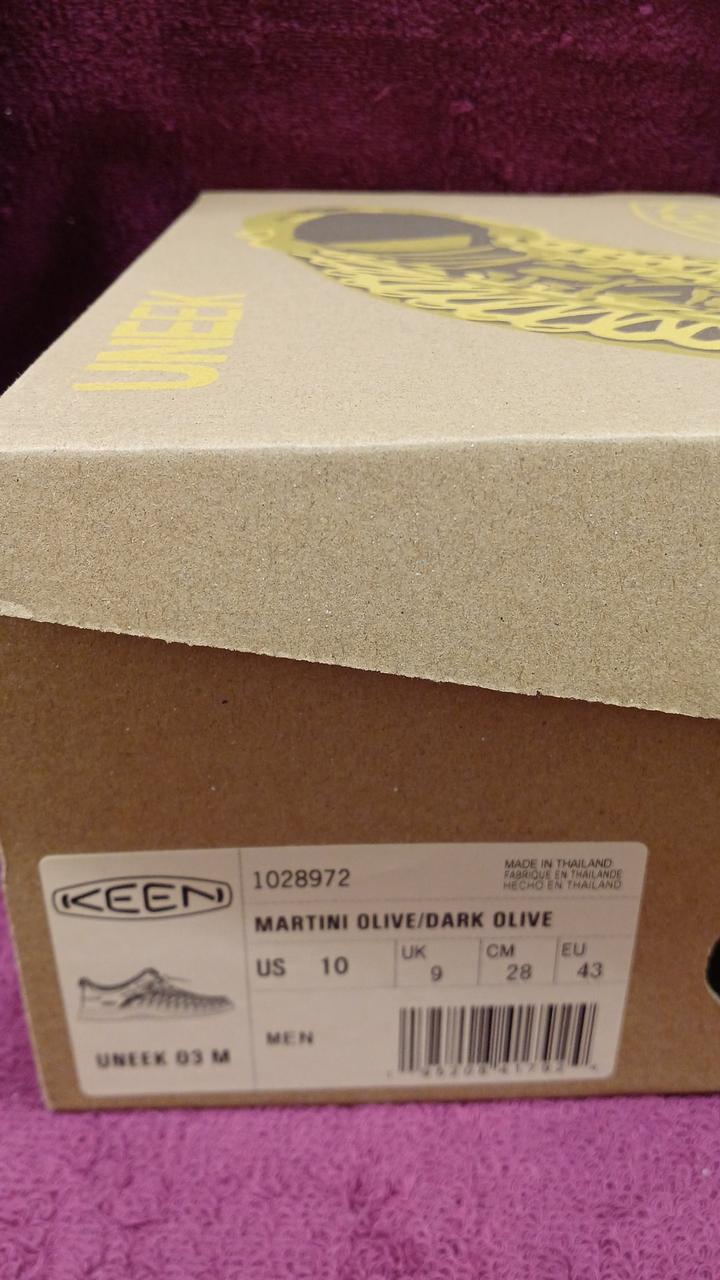 UNEEK
KEEN
1028972
MADE IN THAILAND
FABRIQUE EN THAILANDE
HECHO EN THAILAND
MARTINI OLIVE/DARK OLIVE
US 10
UK 9
CM 28
EU 43
MEN
UNEEK 03 M